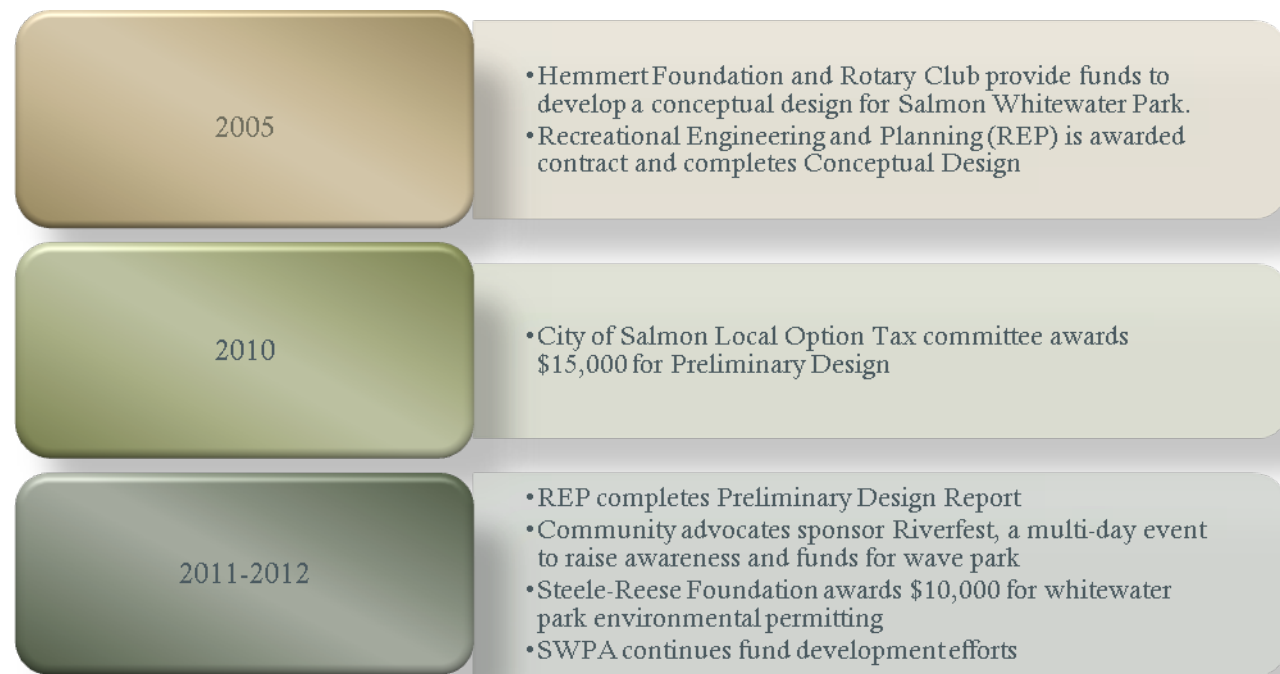 2005
•Hemmert Foundation and Rotary Club provide funds to
develop a conceptual design for Salmon Whitewater Park.
•Recreational Engineering and Planning (REP) is awarded
contract and completes Conceptual Design
2010
•City of Salmon Local Option Tax committee awards
$15,000 for Preliminary Design
2011-2012
•REP completes Preliminary Design Report
•Community advocates sponsor Riverfest, a multi-day event
to raise awareness and funds for wave park
•Steele-Reese Foundation awards $10,000 for whitewater
park environmental permitting
•SWPA continues fund development efforts